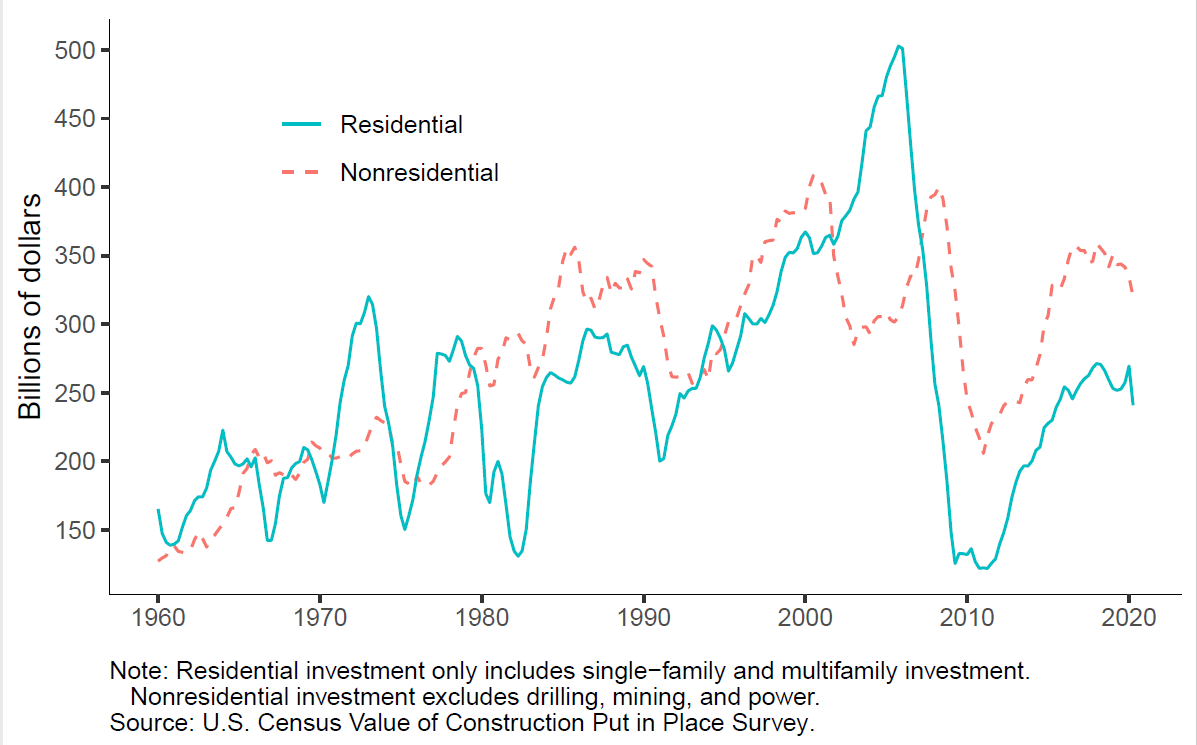 500
450
400
350
300
250
200
150
Billions of dollars
Residential
Nonresidential
1960 1970 1980 1990 2000 2010 2020
Note: Residential investment only includes single−family and multifamily investment.
Nonresidential investment excludes drilling, mining, and power.
Source: U.S. Census Value of Construction Put in Place Survey.